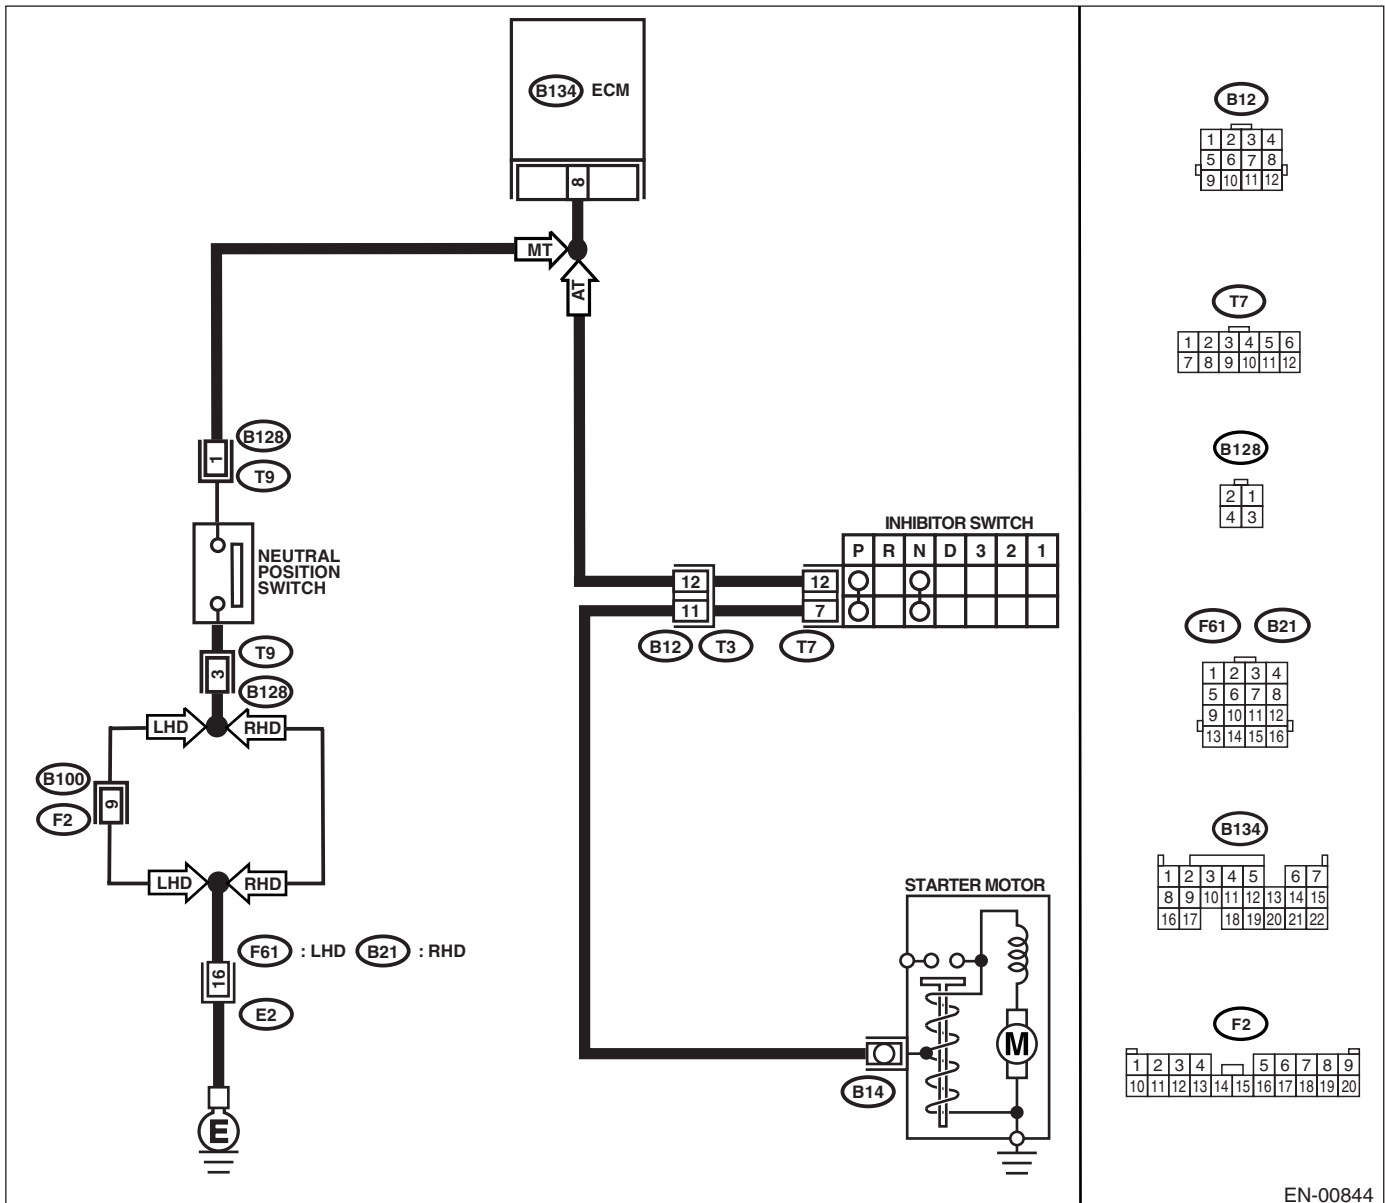 B134 ECM
8
MT
AT
B128
1
T9
NEUTRAL
POSITION
SWITCH
T9
3
B128
LHD
RHD
B100
9
F2
LHD
RHD
F61 : LHD B21 : RHD
16
E2
E
INHIBITOR SWITCH
P R N D 3 2 1
12 12
11 7
B12 T3 T7
STARTER MOTOR
M
B14
B12
1 2 3 4
5 6 7 8
9 10 11 12
T7
1 2 3 4 5 6
7 8 9 10 11 12
B128
2 1
4 3
F61 B21
1 2 3 4
5 6 7 8
9 10 11 12
13 14 15 16
B134
1 2 3 4 5 6 7
8 9 10 11 12 13 14 15
16 17 18 19 20 21 22
F2
1 2 3 4 5 6 7 8 9
10 11 12 13 14 15 16 17 18 19 20
EN-00844